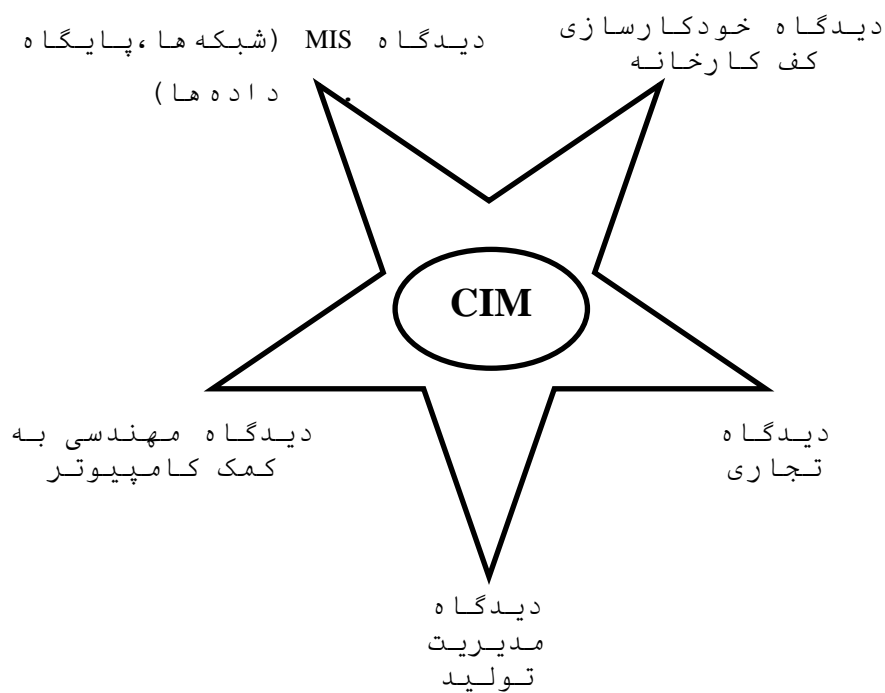 دیدگاه خودکارسازی
کف کارخانه
دیدگاه MIS (شبکه ها،پایگاه
داده ها)
CIM
دیدگاه
تجاری
دیدگاه مهندسی به
کمک کامپیوتر
دیدگاه
مدیریت
تولید